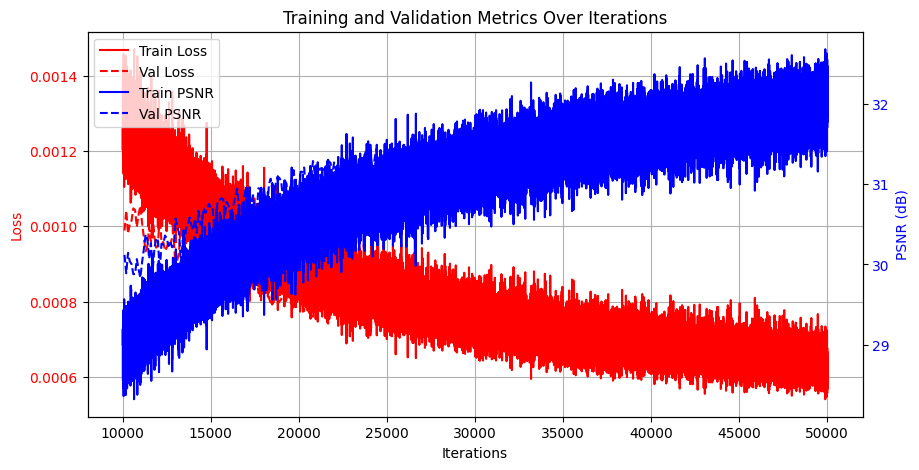 Training and Validation Metrics Over Iterations
Train Loss
Val Loss
Train PSNR
Val PSNR
0.0014
0.0012
0.0010
0.0008
0.0006
Loss
32
31
30
29
PSNR (dB)
10000 15000 20000 25000 30000 35000 40000 45000 50000
Iterations